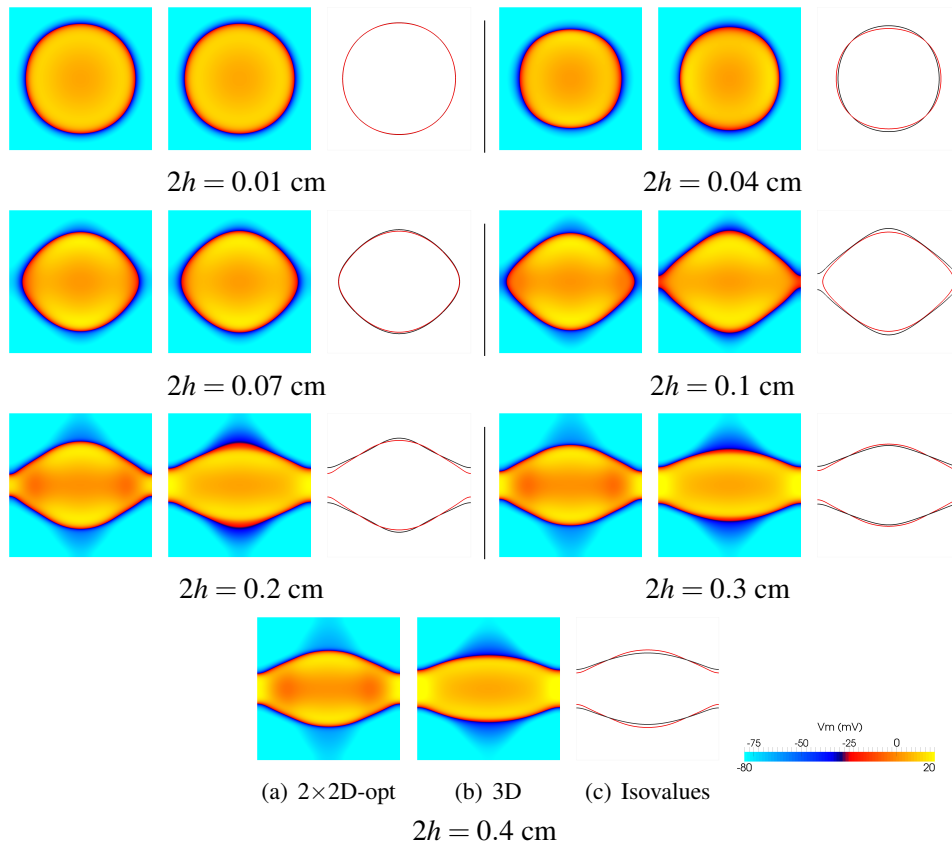 2h = 0.01 cm
2h = 0.04 cm
2h = 0.07 cm
2h = 0.1 cm
2h = 0.2 cm
2h = 0.3 cm
Vm (mV)
-75 -50 -25 0
-80 20
(a) 2×2D-opt (b) 3D (c) Isovalues
2h = 0.4 cm